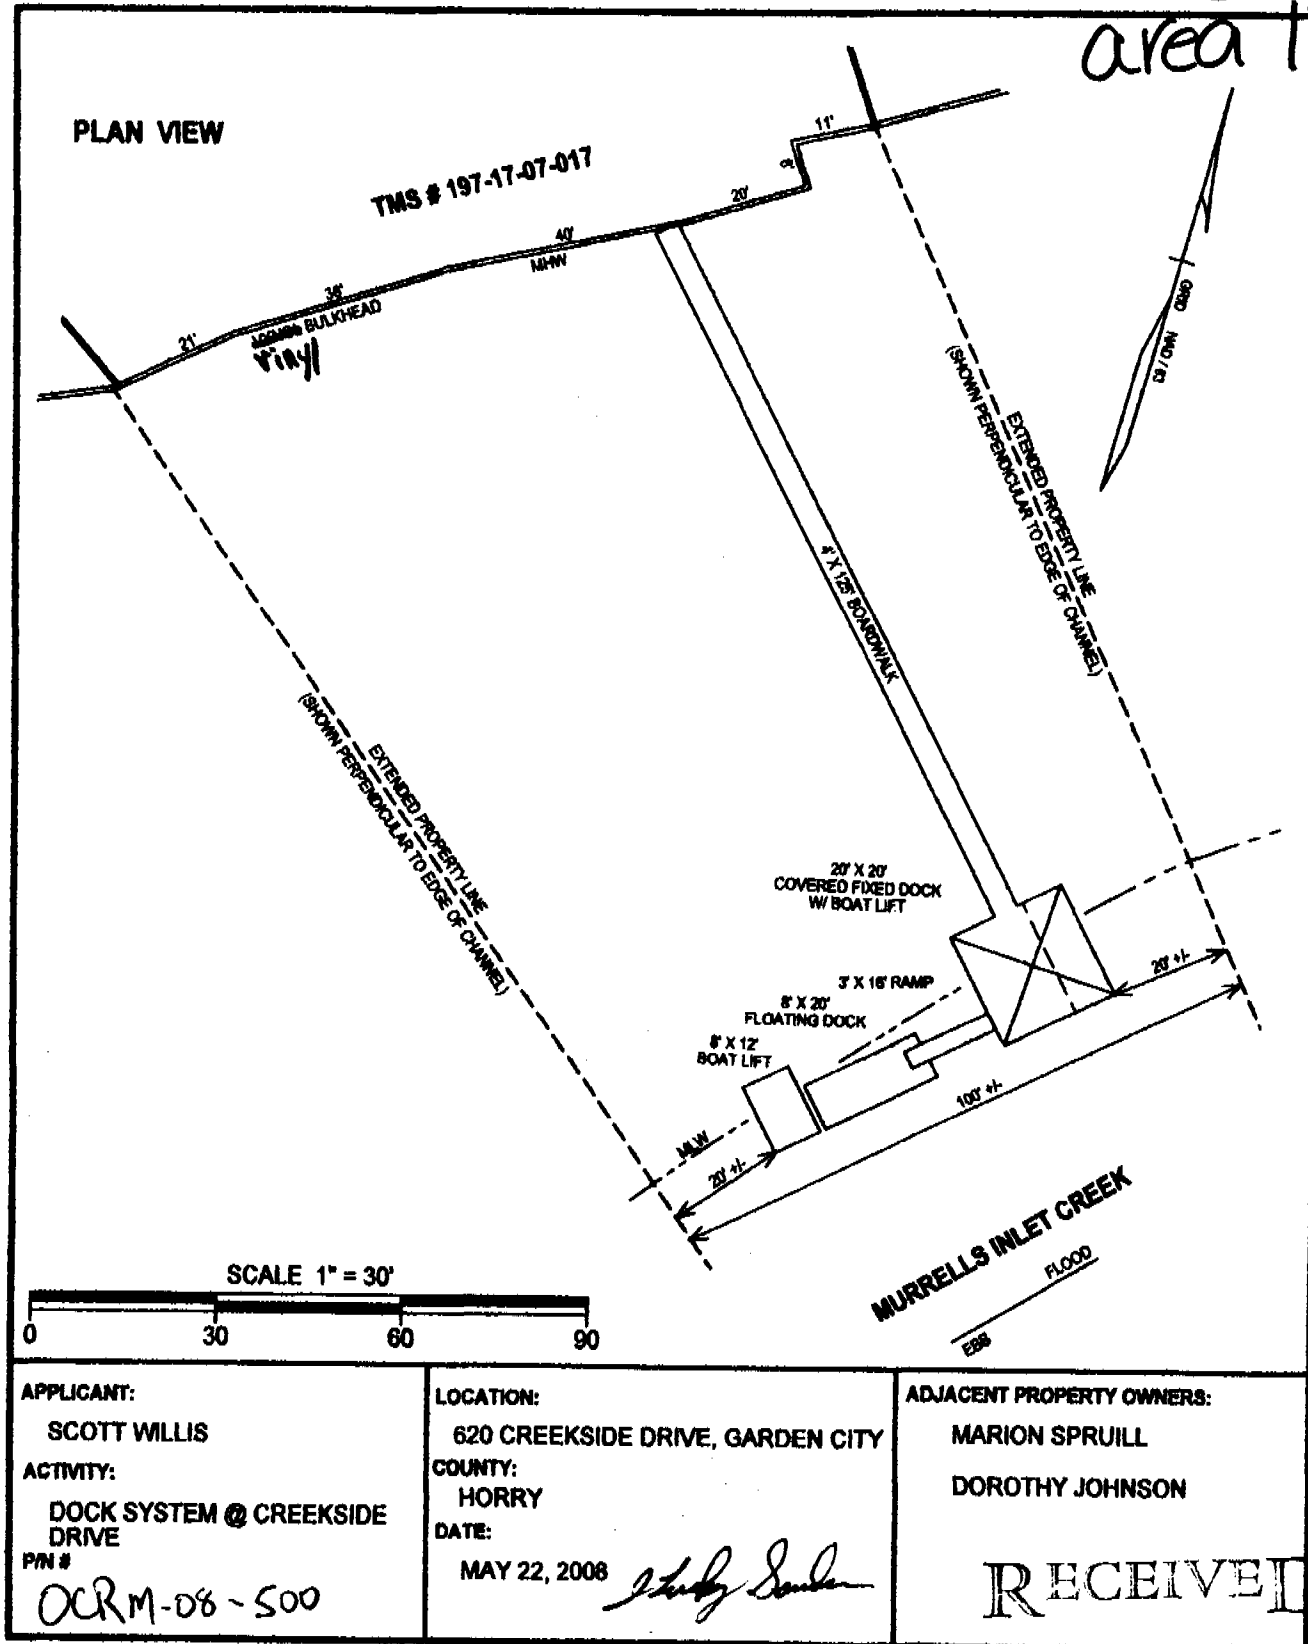 area 1
PLAN VIEW
TMS # 197-17-07-017
11'
9'
20'
40'
MHW
36'
BULKHEAD
vinyl
21'
GRID NAD / 83
EXTENDED PROPERTY LINE
(SHOWN PERPENDICULAR TO EDGE OF CHANNEL)
4' X 125' BOARDWALK
EXTENDED PROPERTY LINE
(SHOWN PERPENDICULAR TO EDGE OF CHANNEL)
20' X 20'
COVERED FIXED DOCK
W/ BOAT LIFT
3' X 16' RAMP
8' X 20'
FLOATING DOCK
8' X 12'
BOAT LIFT
20' +/-
100' +/-
MLW
20' +/-
MURRELLS INLET CREEK
FLOOD
EBB
SCALE 1" = 30'
0 30 60 90
APPLICANT:
SCOTT WILLIS
ACTIVITY:
DOCK SYSTEM @ CREEKSIDE
DRIVE
P/N #
OCRM-08-500
LOCATION:
620 CREEKSIDE DRIVE, GARDEN CITY
COUNTY:
HORRY
DATE:
MAY 22, 2008
ADJACENT PROPERTY OWNERS:
MARION SPRUILL
DOROTHY JOHNSON
RECEIVED